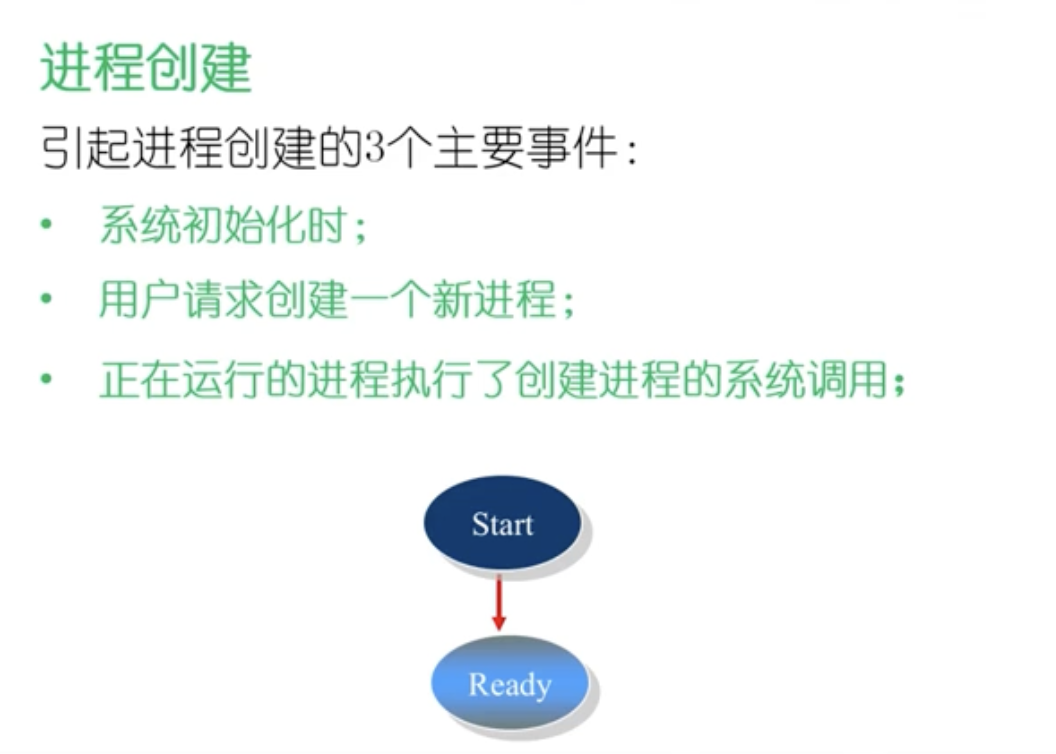 进程创建
引起进程创建的3个主要事件：
• 系统初始化时；
• 用户请求创建一个新进程；
• 正在运行的进程执行了创建进程的系统调用；
Start
Ready